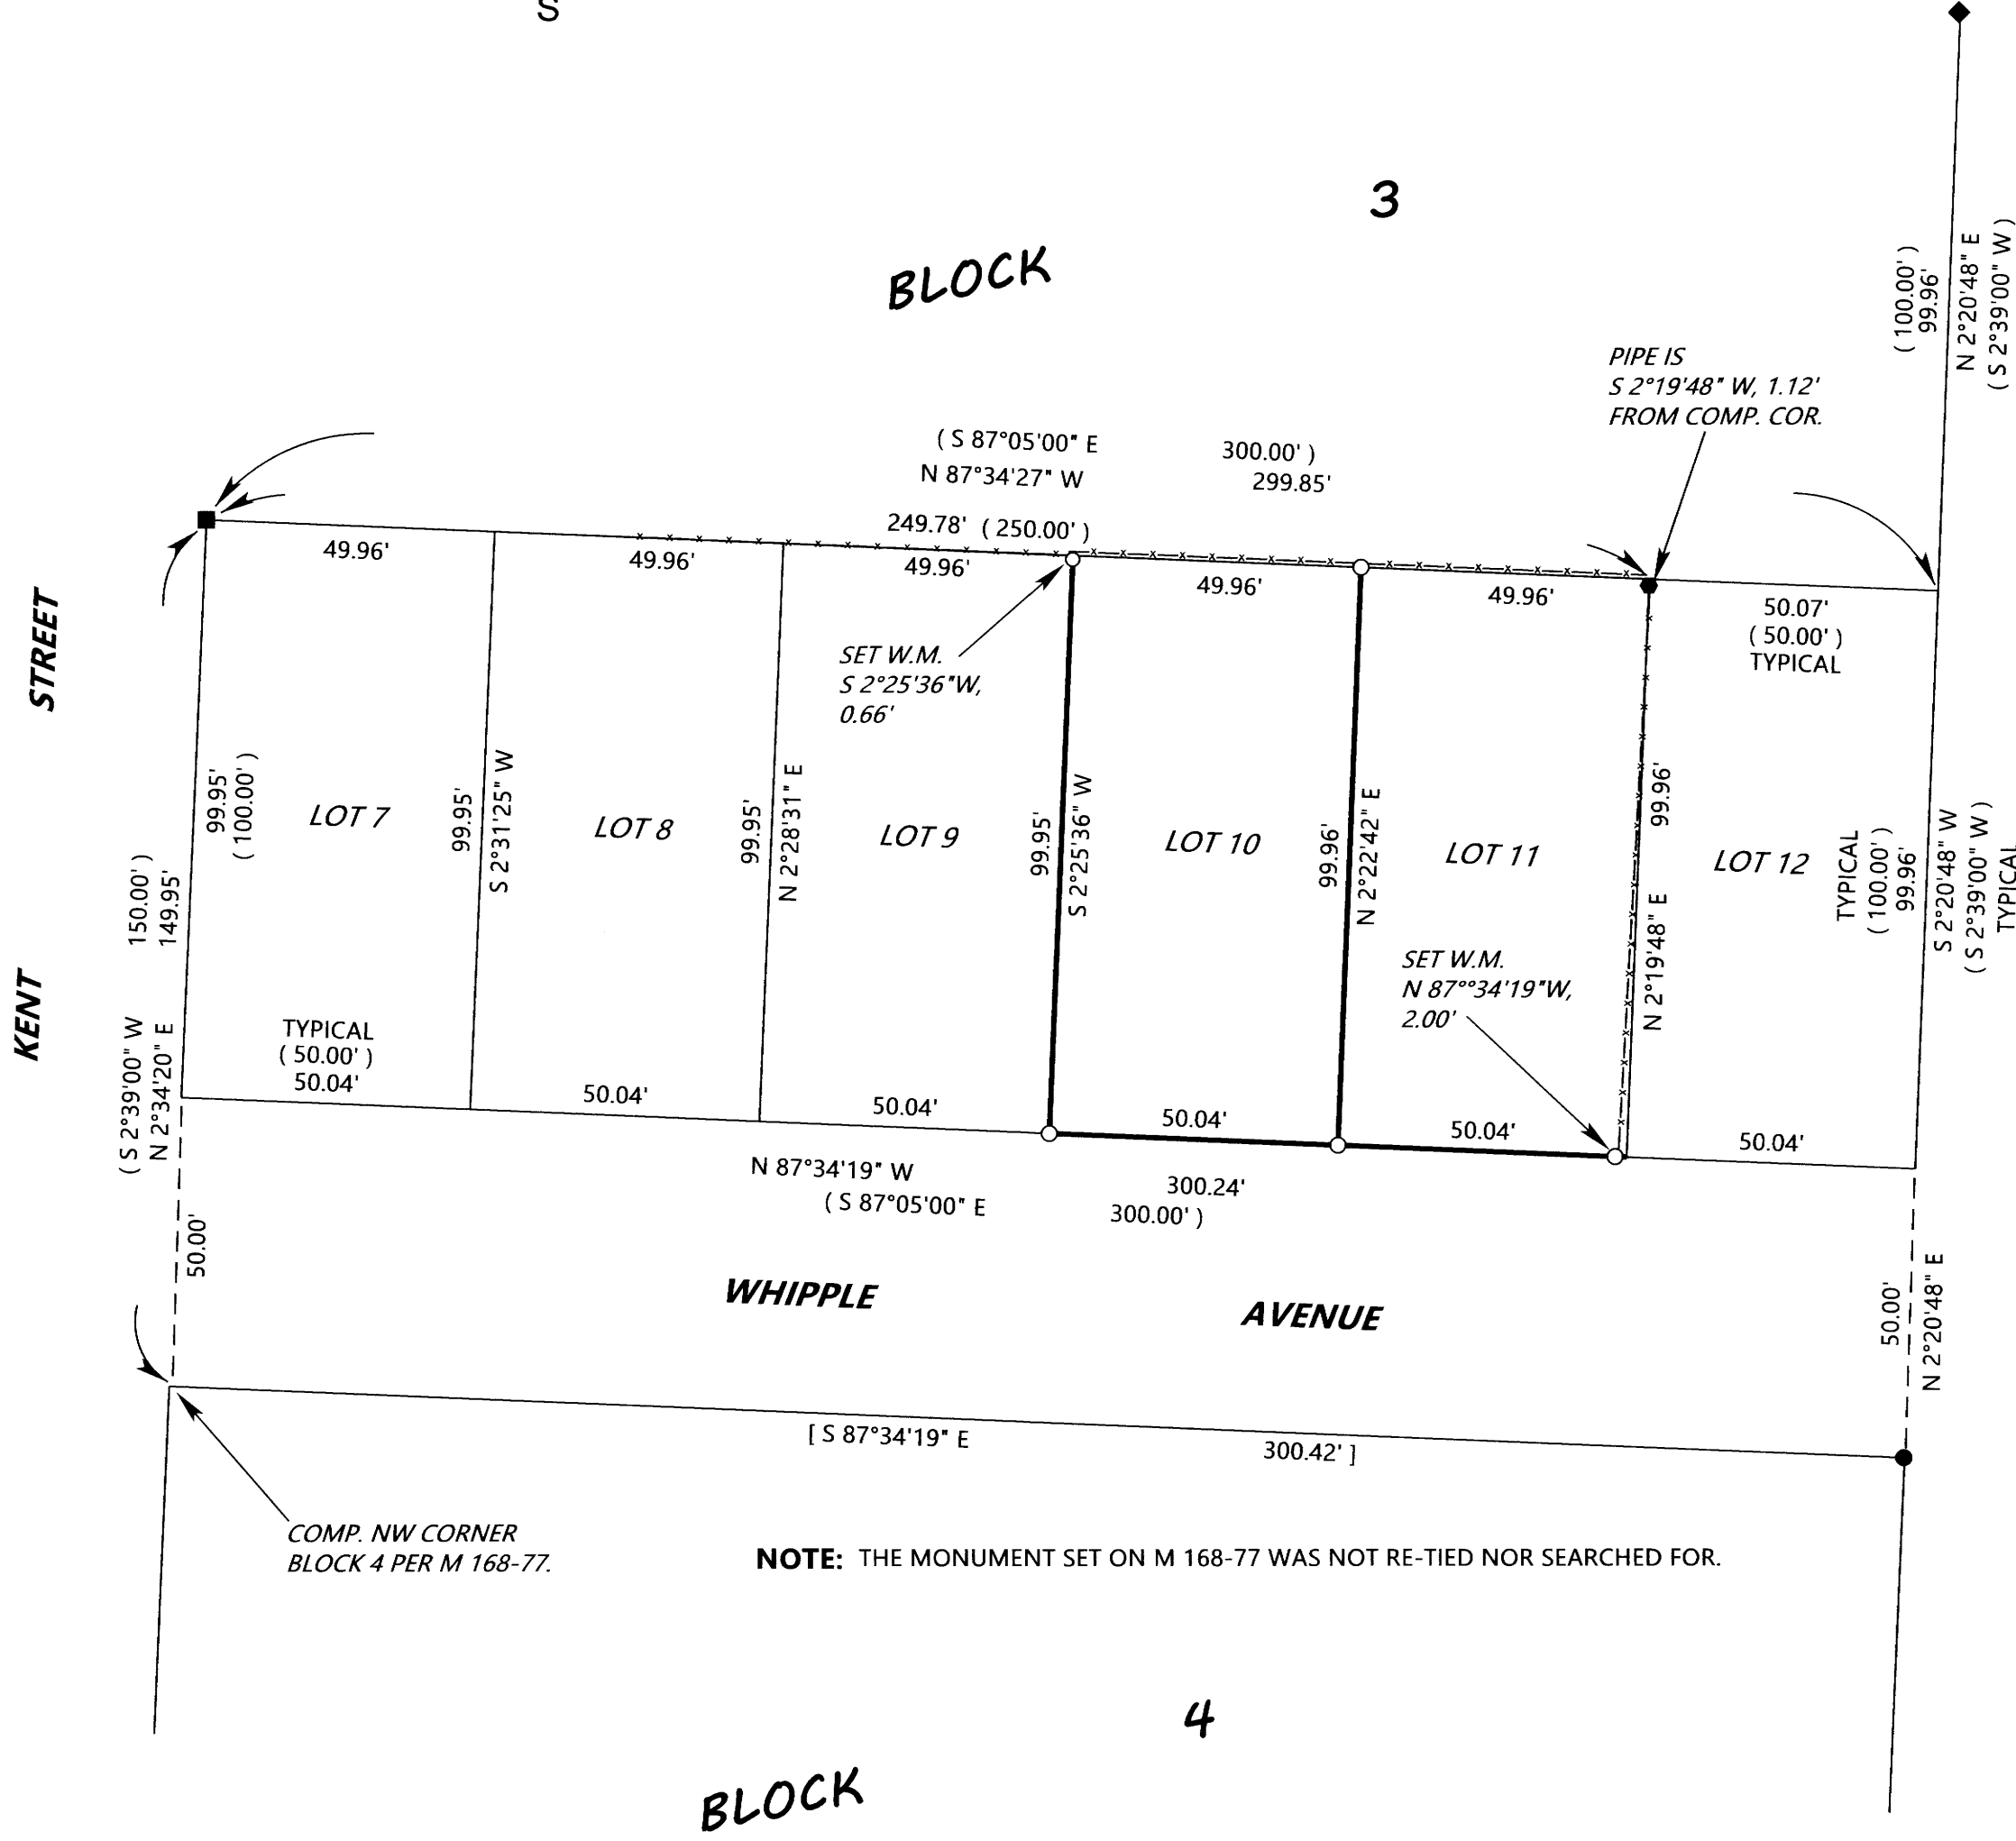 S
3
BLOCK
( 100.00' )
99.96'
N 2°20'48" E
( S 2°39'00" W )
PIPE IS
S 2°19'48" W, 1.12'
FROM COMP. COR.
( S 87°05'00" E 300.00' )
N 87°34'27" W 299.85'
249.78' ( 250.00' )
49.96'
49.96'
49.96'
49.96'
49.96'
50.07'
( 50.00' )
TYPICAL
SET W.M.
S 2°25'36"W,
0.66'
KENT STREET
( S 2°39'00" W 150.00' )
N 2°34'20" E 149.95'
99.95'
( 100.00' )
LOT 7
99.95'
S 2°31'25" W
LOT 8
99.95'
N 2°28'31" E
LOT 9
99.95'
S 2°25'36" W
LOT 10
99.96'
N 2°22'42" E
LOT 11
99.96'
N 2°19'48" E
LOT 12
TYPICAL
( 100.00' )
99.96'
S 2°20'48" W
( S 2°39'00" W )
TYPICAL
SET W.M.
N 87°°34'19"W,
2.00'
TYPICAL
( 50.00' )
50.04'
50.04'
50.04'
50.04'
50.04'
50.04'
N 87°34'19" W 300.24'
( S 87°05'00" E 300.00' )
50.00'
WHIPPLE AVENUE
50.00'
N 2°20'48" E
[ S 87°34'19" E 300.42' ]
COMP. NW CORNER
BLOCK 4 PER M 168-77.
NOTE: THE MONUMENT SET ON M 168-77 WAS NOT RE-TIED NOR SEARCHED FOR.
4
BLOCK